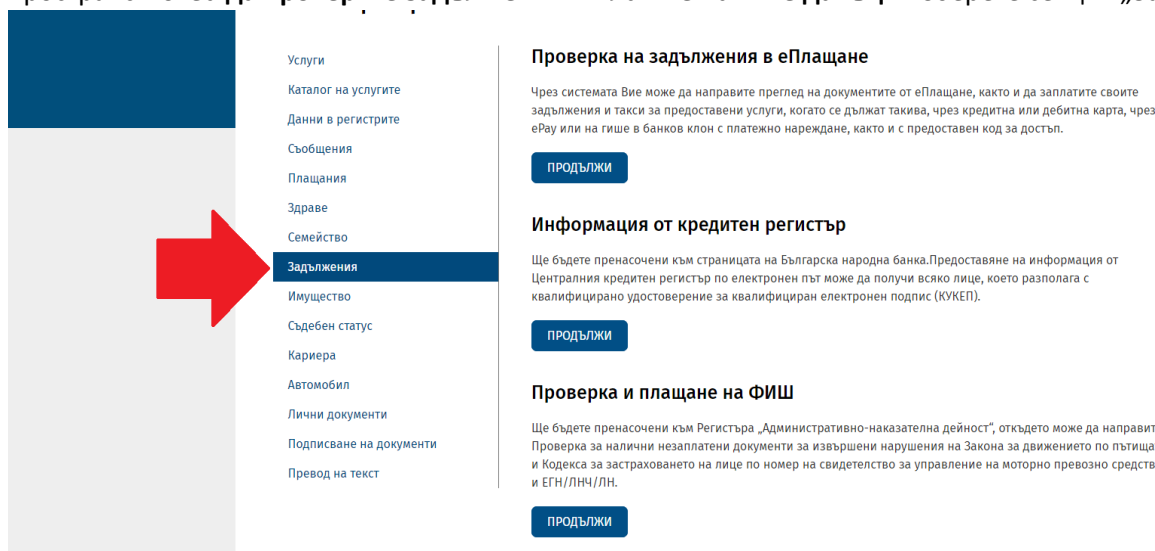 Услуги
Каталог на услугите
Данни в регистрите
Съобщения
Плащания
Здраве
Семейство
Задължения
Имущество
Съдебен статус
Кариера
Автомобил
Лични документи
Подписване на документи
Превод на текст
Проверка на задължения в еПлащане
Чрез системата Вие може да направите преглед на документите от еПлащане, както и да заплатите своите
задължения и такси за предоставени услуги, когато се дължат такива, чрез кредитна или дебитна карта, чрез
ePay или на гише в банков клон с платежно нареждане, както и с предоставен код за достъп.
ПРОДЪЛЖИ
Информация от кредитен регистър
Ще бъдете пренасочени към страницата на Българска народна банка.Предоставяне на информация от
Централния кредитен регистър по електронен път може да получи всяко лице, което разполага с
квалифицирано удостоверение за квалифициран електронен подпис (КУКЕП).
ПРОДЪЛЖИ
Проверка и плащане на ФИШ
Ще бъдете пренасочени към Регистъра „Административно-наказателна дейност", откъдето може да направит
Проверка за налични незаплатени документи за извършени нарушения на Закона за движението по пътища
и Кодекса за застраховането на лице по номер на свидетелство за управление на моторно превозно средств
и ЕГН/ЛНЧ/ЛН.
ПРОДЪЛЖИ